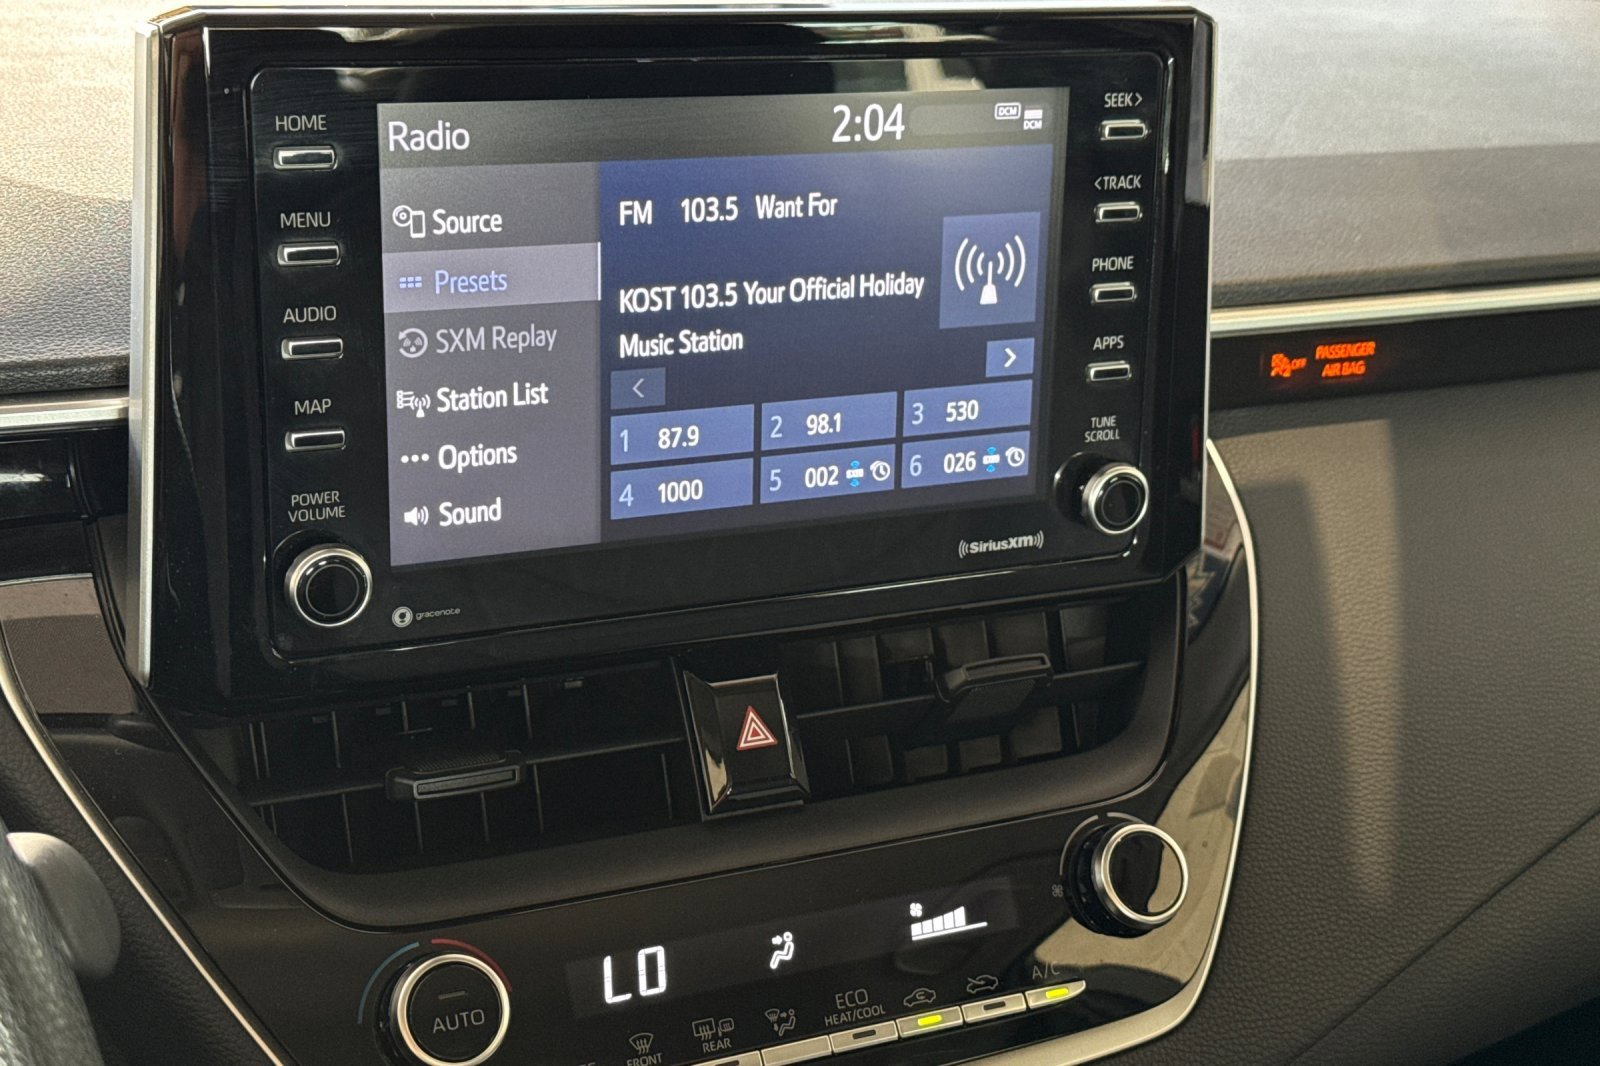 HOME
MENU
AUDIO
MAP
POWER
VOLUME
Radio
2:04
DCM
DCM
Source
Presets
SXM Replay
Station List
Options
Sound
FM 103.5 Want For
KOST 103.5 Your Official Holiday
Music Station
<
>
1 87.9
2 98.1
3 530
4 1000
5 002
6 026
SEEK>
<TRACK
PHONE
APPS
TUNE
SCROLL
gracenote
SiriusXM
OFF
PASSENGER
AIR BAG
LO
AUTO
FRONT
REAR
ECO
HEAT/COOL
A/C